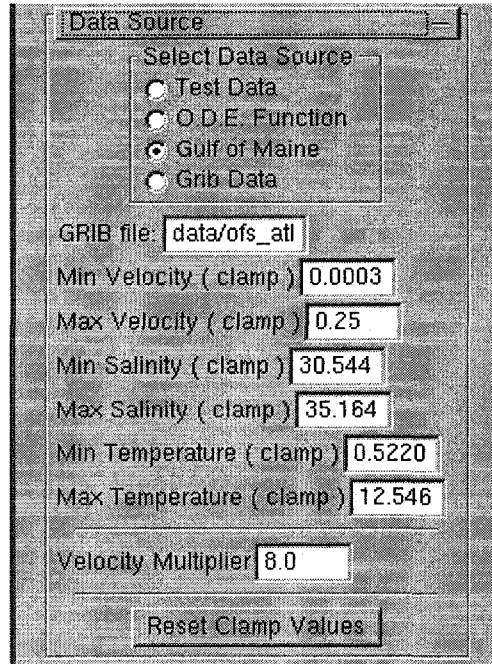 Data Source
Select Data Source
Test Data
O.D.E. Function
Gulf of Maine
Grib Data
GRIB file: data/ofs_atl
Min Velocity ( clamp ) 0.0003
Max Velocity ( clamp ) 0.25
Min Salinity ( clamp ) 30.544
Max Salinity ( clamp ) 35.164
Min Temperature ( clamp ) 0.5220
Max Temperature ( clamp ) 12.546
Velocity Multiplier 8.0
Reset Clamp Values